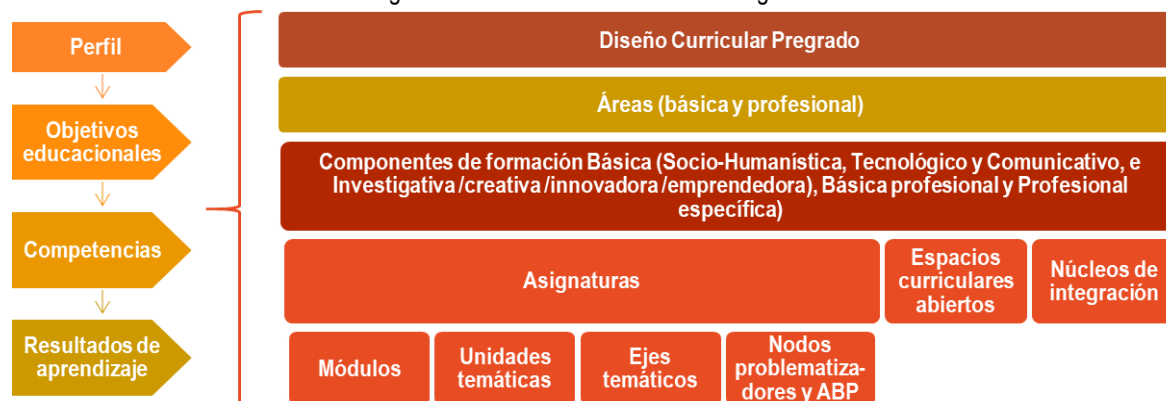 Perfil
Objetivos
educacionales
Competencias
Resultados de
aprendizaje
Diseño Curricular Pregrado
Áreas (básica y profesional)
Componentes de formación Básica (Socio-Humanística, Tecnológico y Comunicativo, e
Investigativa /creativa /innovadora /emprendedora), Básica profesional y Profesional
específica)
Asignaturas
Espacios
curriculares
abiertos
Núcleos de
integración
Módulos
Unidades
temáticas
Ejes
temáticos
Nodos
problematiza-
dores y ABP